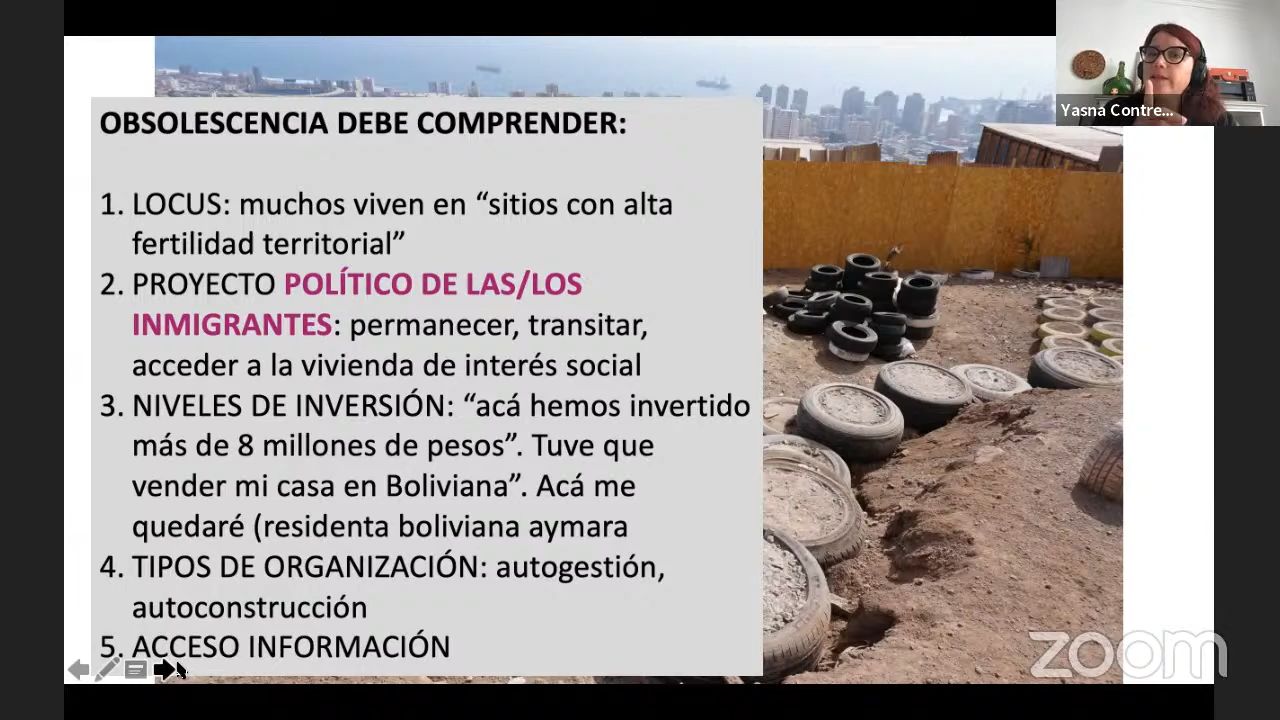 OBSOLESCENCIA DEBE COMPRENDER:
1. LOCUS: muchos viven en “sitios con alta
fertilidad territorial”
2. PROYECTO POLÍTICO DE LAS/LOS
INMIGRANTES: permanecer, transitar,
acceder a la vivienda de interés social
3. NIVELES DE INVERSIÓN: “acá hemos invertido
más de 8 millones de pesos”. Tuve que
vender mi casa en Boliviana”. Acá me
quedaré (residenta boliviana aymara
4. TIPOS DE ORGANIZACIÓN: autogestión,
autoconstrucción
5. ACCESO INFORMACIÓN
Yasna Contre...
zoom